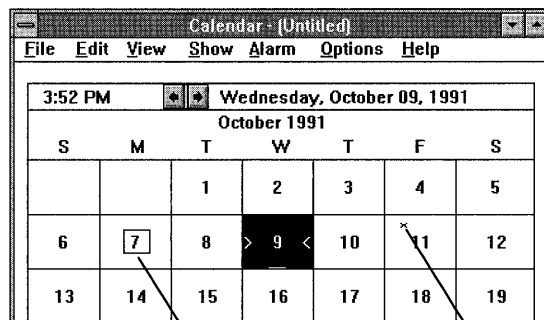 Calendar - [Untitled]
File Edit View Show Alarm Options Help
3:52 PM Wednesday, October 09, 1991
October 1991
S M T W T F S
1 2 3 4 5
6 7 8 > 9 < 10 11 12
13 14 15 16 17 18 19